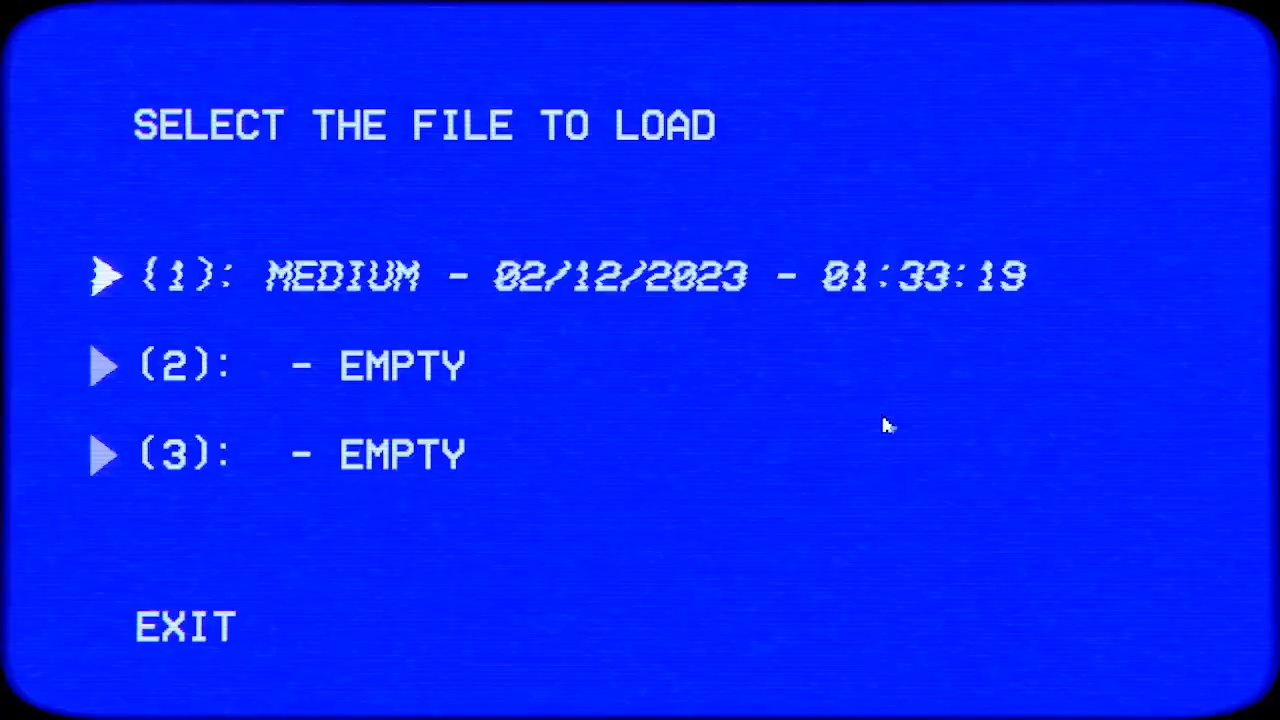 SELECT THE FILE TO LOAD
(1): MEDIUM - 02/12/2023 - 01:33:19
(2):  - EMPTY
(3):  - EMPTY
EXIT